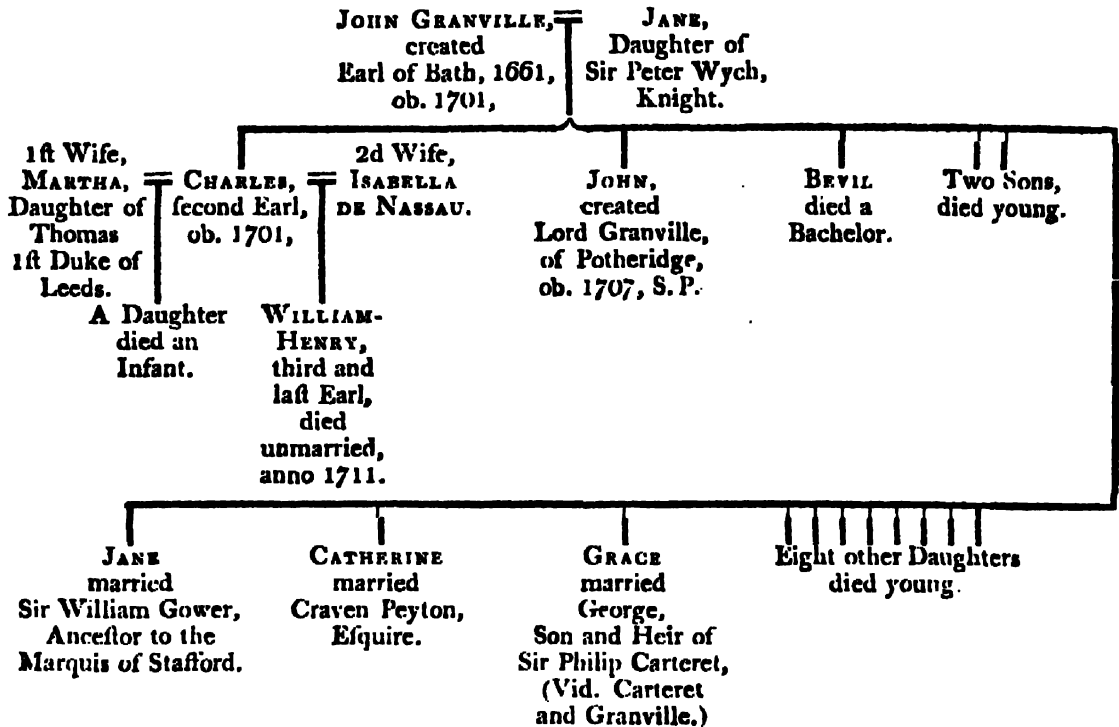 JOHN GRANVILLE,
created
Earl of Bath, 1661,
ob. 1701,
JANE,
Daughter of
Sir Peter Wych,
Knight.
1ſt Wife,
MARTHA,
Daughter of
Thomas
1ſt Duke of
Leeds.
CHARLES,
ſecond Earl,
ob. 1701,
2d Wife,
ISABELLA
DE NASSAU.
JOHN,
created
Lord Granville,
of Potheridge,
ob. 1707, S. P.
BEVIL
died a
Bachelor.
Two Sons,
died young.
A Daughter
died an
Infant.
WILLIAM-
HENRY,
third and
laſt Earl,
died
unmarried,
anno 1711.
JANE
married
Sir William Gower,
Anceſtor to the
Marquis of Stafford.
CATHERINE
married
Craven Peyton,
Eſquire.
GRACE
married
George,
Son and Heir of
Sir Philip Carteret,
(Vid. Carteret
and Granville.)
Eight other Daughters
died young.